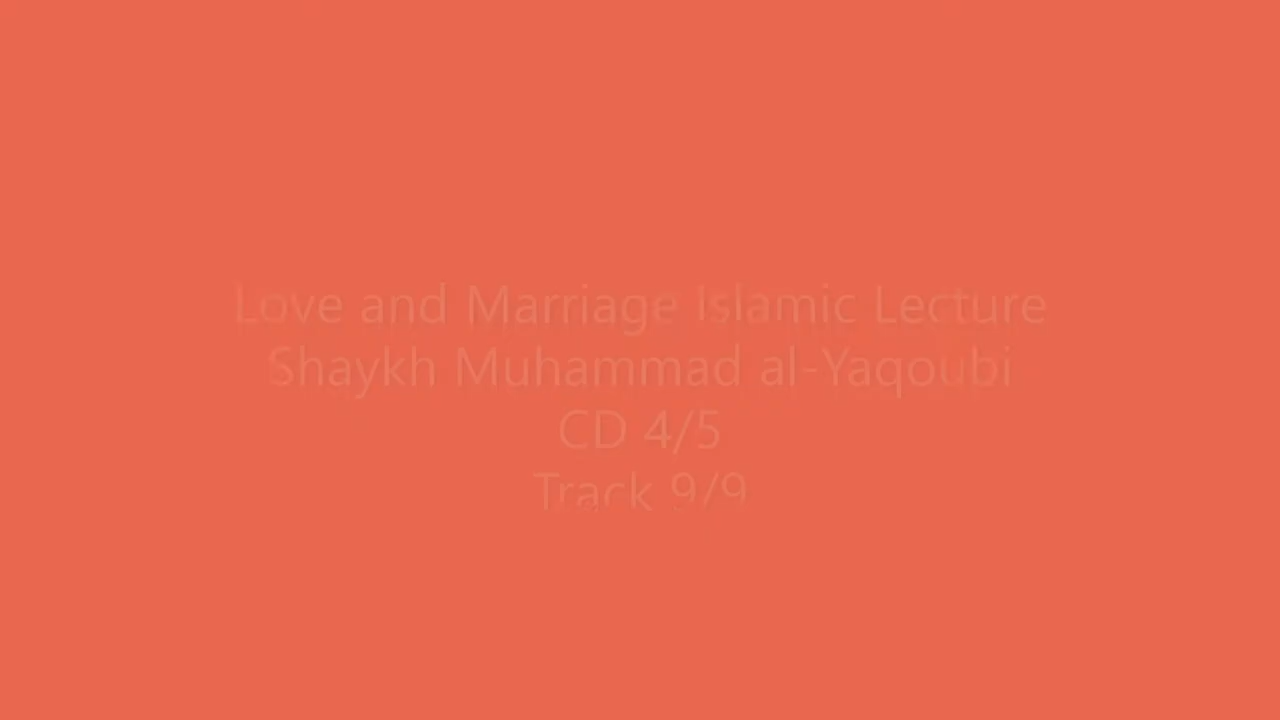 Love and Marriage Islamic Lecture
Shaykh Muhammad al-Yaqoubi
CD 4/5
Track 9/9